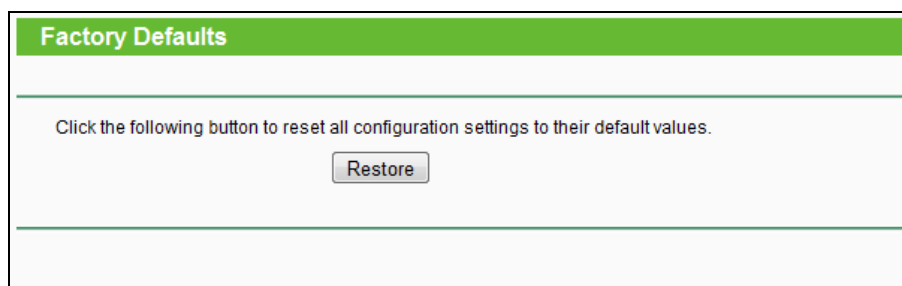 Factory Defaults
Click the following button to reset all configuration settings to their default values.
Restore